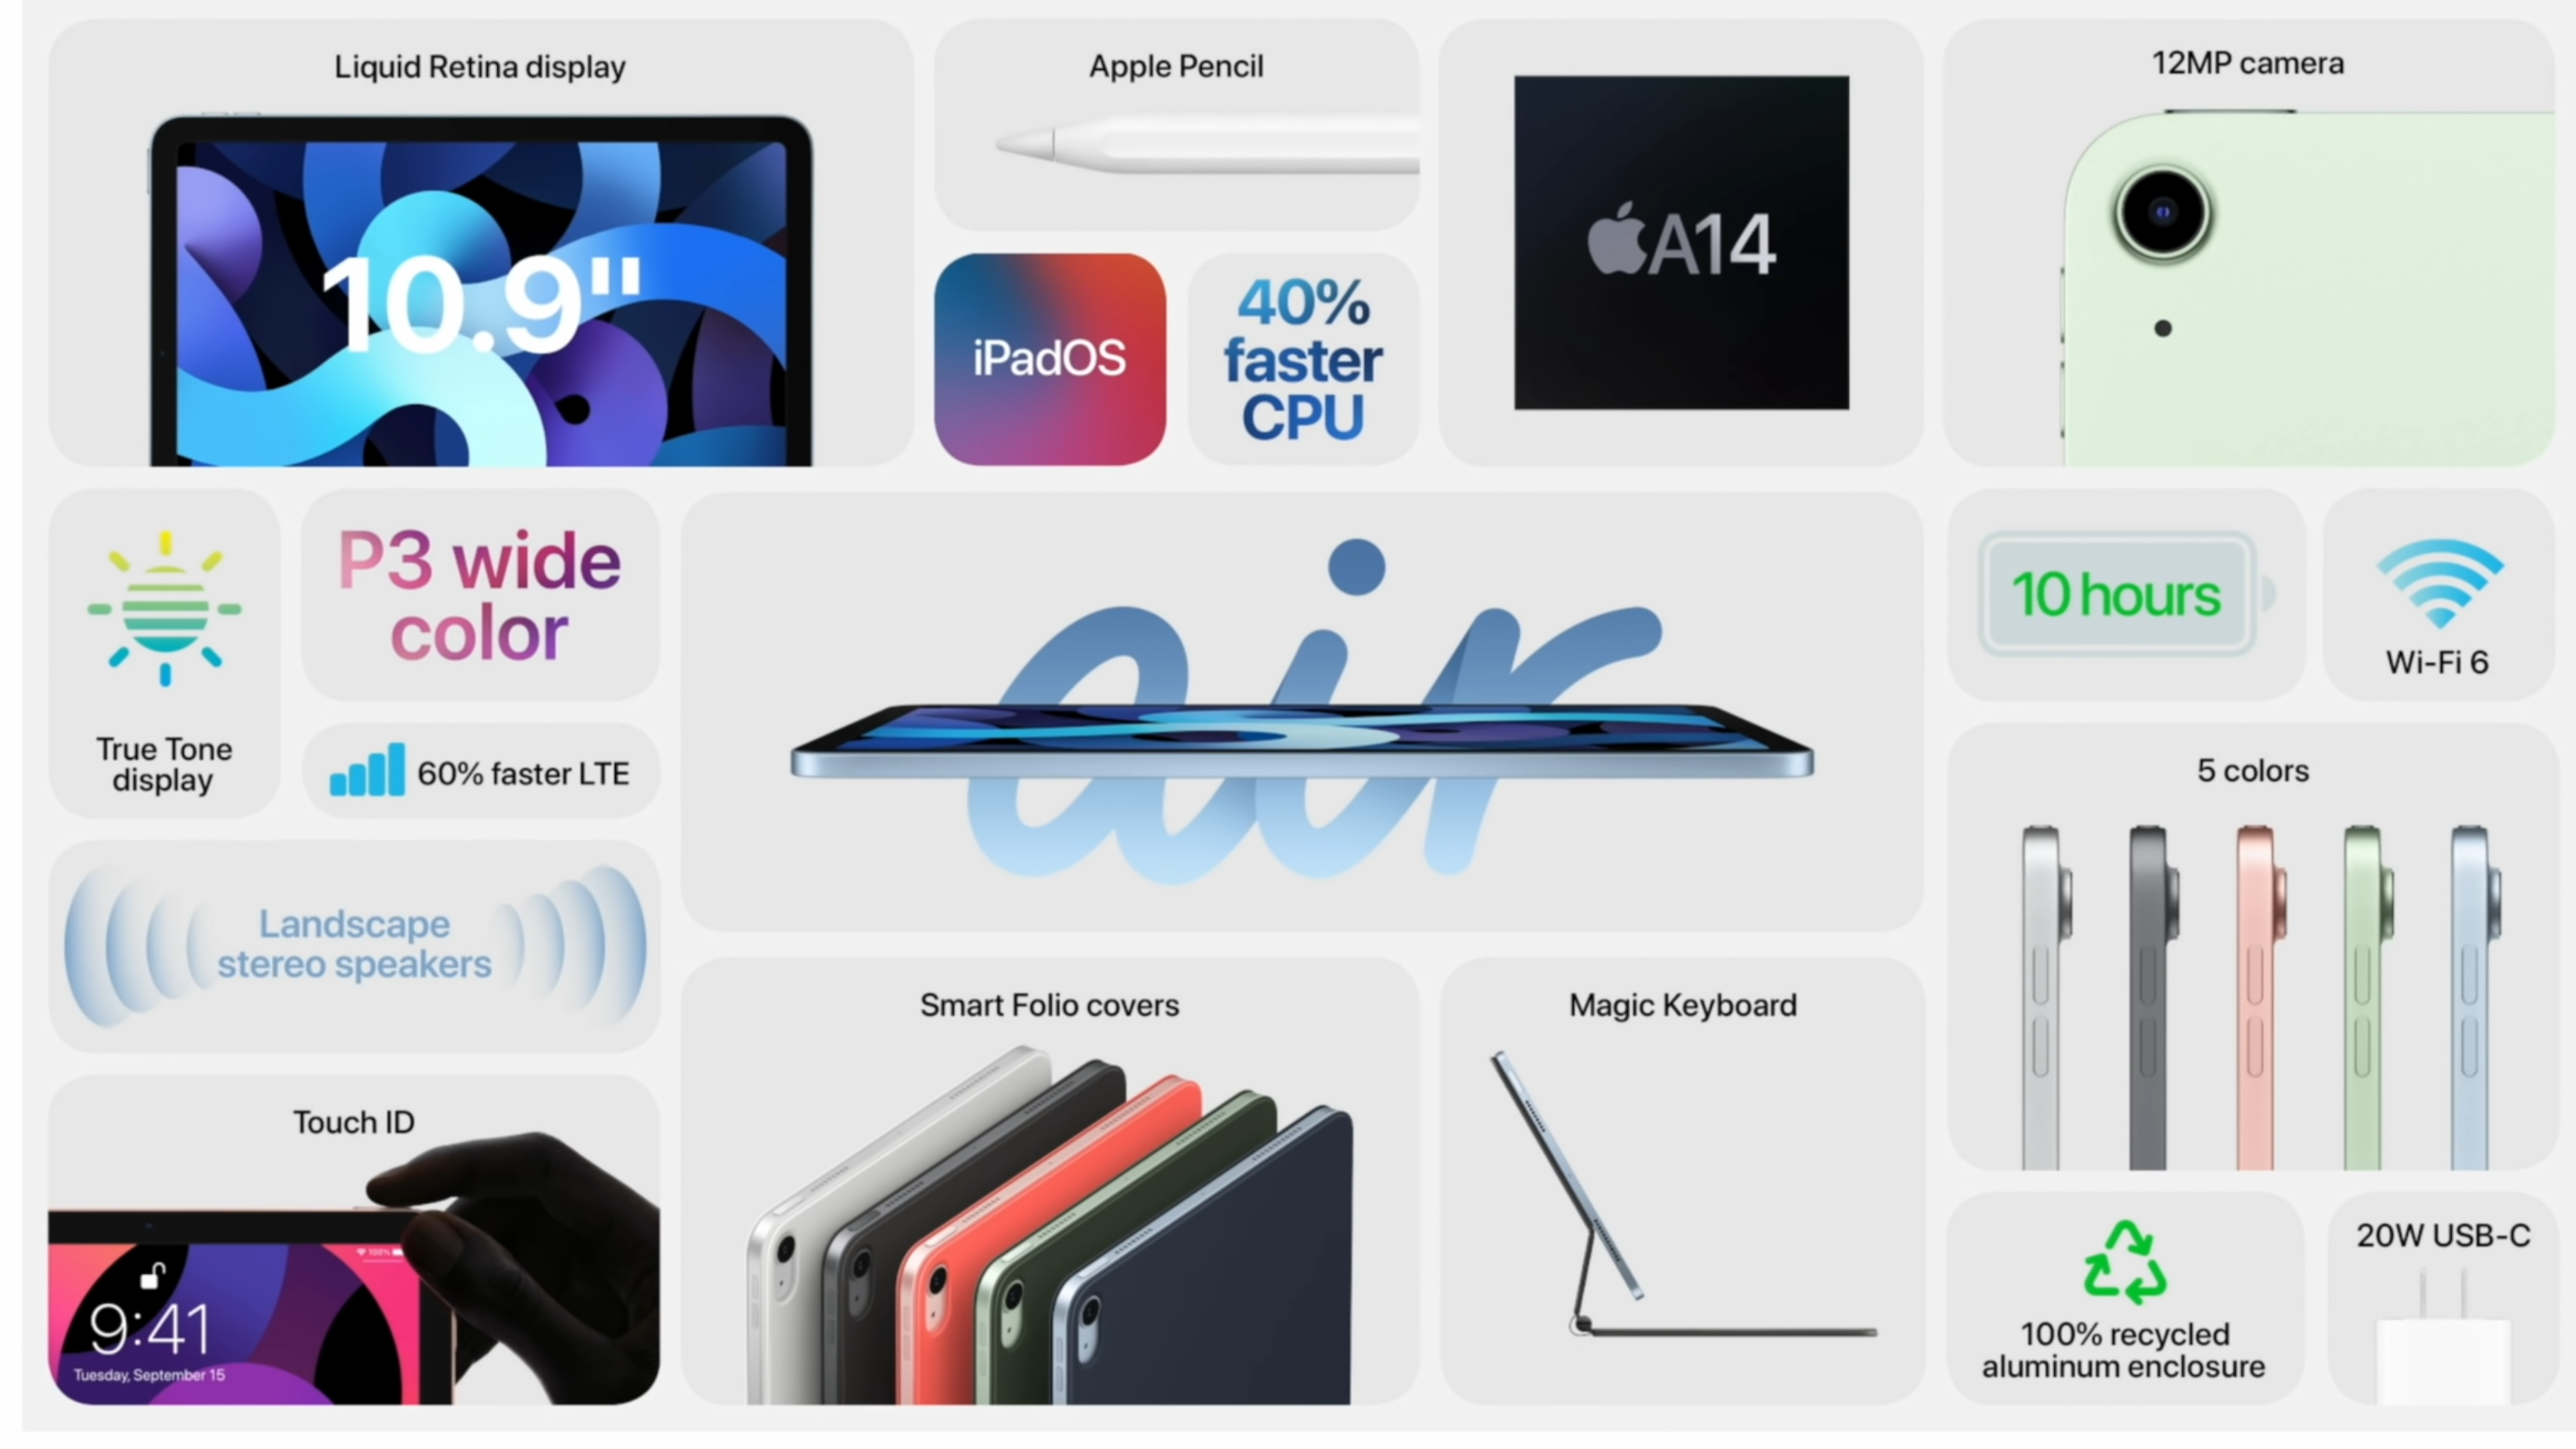 Liquid Retina display
10.9"
Apple Pencil
iPadOS
40%
faster
CPU
A14
12MP camera
True Tone
display
P3 wide
color
60% faster LTE
air
10 hours
Wi-Fi 6
5 colors
Landscape
stereo speakers
Touch ID
100%
9:41
Tuesday, September 15
Smart Folio covers
Magic Keyboard
100% recycled
aluminum enclosure
20W USB-C